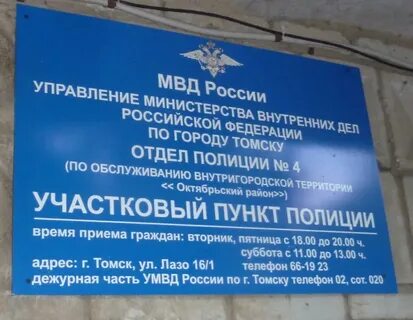 МВД России
УПРАВЛЕНИЕ МИНИСТЕРСТВА ВНУТРЕННИХ ДЕЛ
РОССИЙСКОЙ ФЕДЕРАЦИИ
ПО ГОРОДУ ТОМСКУ
ОТДЕЛ ПОЛИЦИИ № 4
(ПО ОБСЛУЖИВАНИЮ ВНУТРИГОРОДСКОЙ ТЕРРИТОРИИ
<< Октябрьский район>>)
УЧАСТКОВЫЙ ПУНКТ ПОЛИЦИИ
время приема граждан: вторник, пятница с 18.00 до 20.00 ч.
суббота с 11.00 до 13.00 ч.
адрес: г. Томск, ул. Лазо 16/1 телефон 66-19 23
дежурная часть УМВД России по г. Томску телефон 02, сот. 020